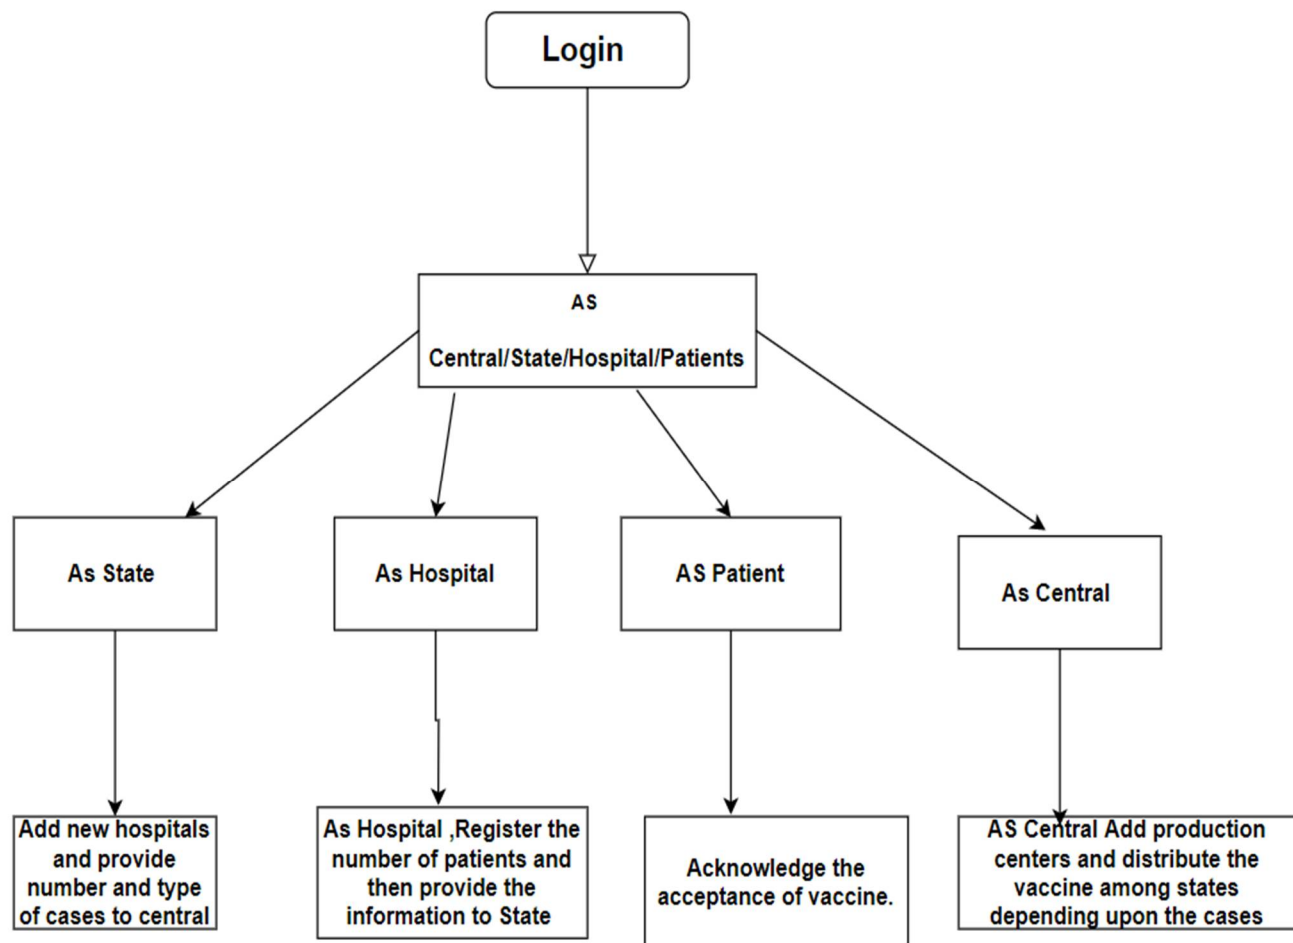 Login
AS
Central/State/Hospital/Patients
As State
As Hospital
AS Patient
As Central
Add new hospitals
and provide
number and type
of cases to central
As Hospital ,Register the
number of patients and
then provide the
information to State
Acknowledge the
acceptance of vaccine.
AS Central Add production
centers and distribute the
vaccine among states
depending upon the cases